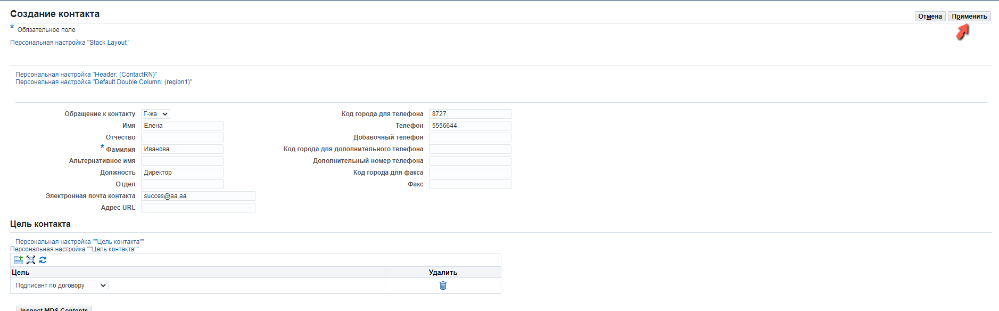 Создание контакта
Отмена Применить
* Обязательное поле
Персональная настройка "Stack Layout"
Персональная настройка "Header: (ContactRN)"
Персональная настройка "Default Double Column: (region1)"
Обращение к контакту Г-жа Код города для телефона 8727
Имя Елена Телефон 5556644
Отчество Добавочный телефон
* Фамилия Иванова Код города для дополнительного телефона
Альтернативное имя Дополнительный номер телефона
Должность Директор Код города для факса
Отдел Факс
Электронная почта контакта succes@aa.aa
Адрес URL
Цель контакта
Персональная настройка ""Цель контакта""
Персональная настройка ""Цель контакта""
Цель Удалить
Подписант по договору
Inspect MDS Contents